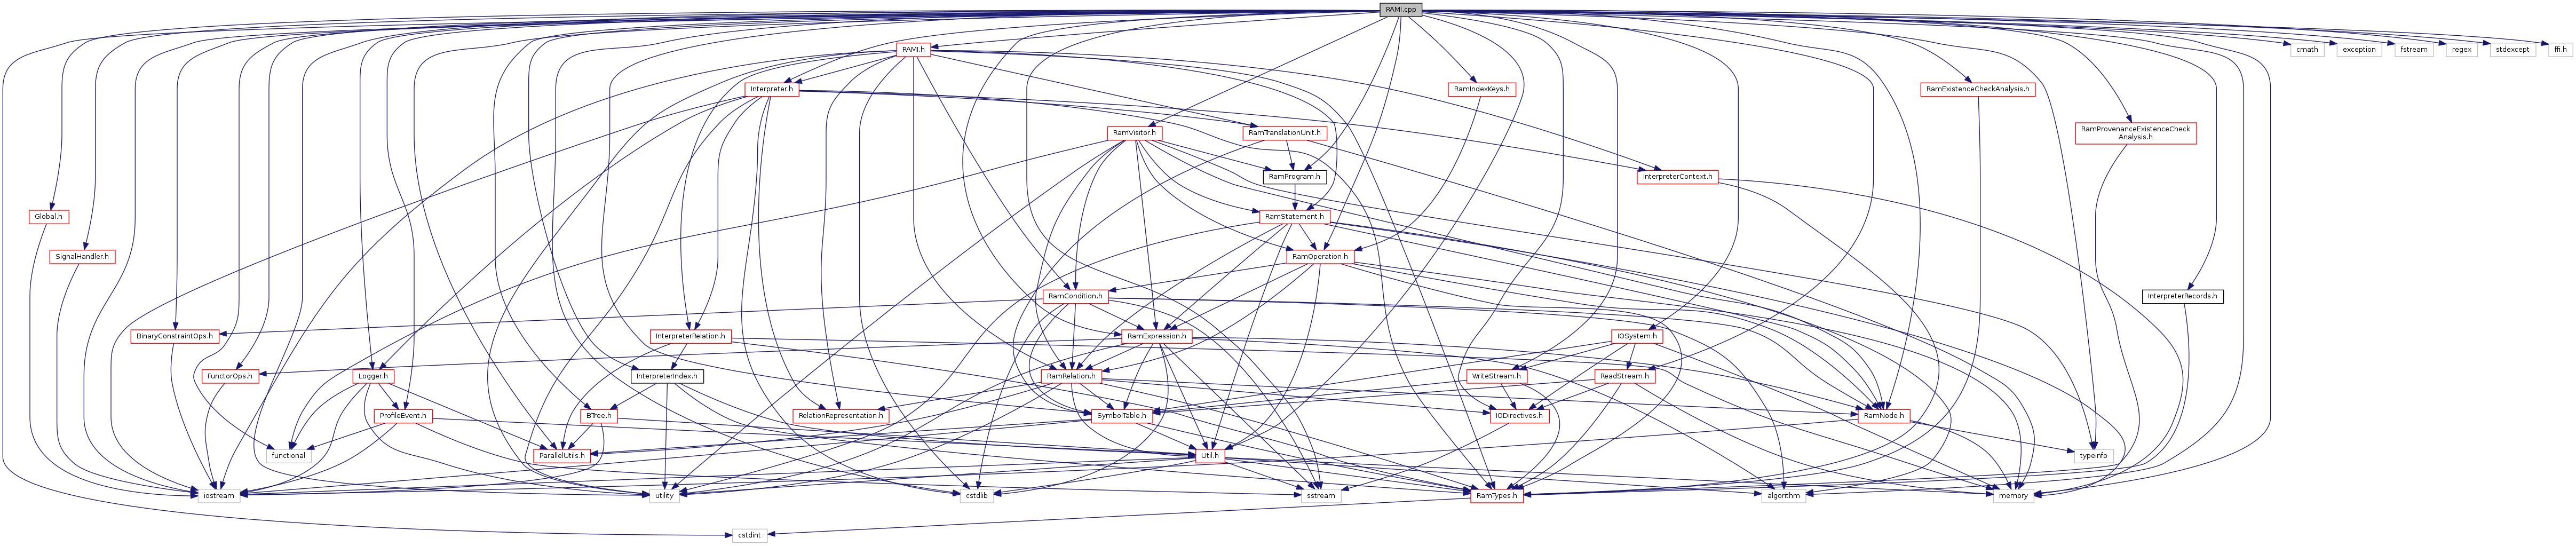 RAMI.cpp
RAMI.h
cmath
exception
fstream
regex
stdexcept
ffi.h
Interpreter.h
RamIndexKeys.h
RamExistenceCheckAnalysis.h
RamVisitor.h
RamTranslationUnit.h
RamProvenanceExistenceCheck
Analysis.h
RamProgram.h
InterpreterContext.h
Global.h
RamStatement.h
SignalHandler.h
RamOperation.h
RamCondition.h
InterpreterRecords.h
BinaryConstraintOps.h
InterpreterRelation.h
RamExpression.h
IOSystem.h
FunctorOps.h
Logger.h
InterpreterIndex.h
RamRelation.h
WriteStream.h
ReadStream.h
ProfileEvent.h
BTree.h
RelationRepresentation.h
SymbolTable.h
IODirectives.h
RamNode.h
functional
ParallelUtils.h
Util.h
typeinfo
iostream
utility
cstdlib
sstream
RamTypes.h
algorithm
memory
cstdint